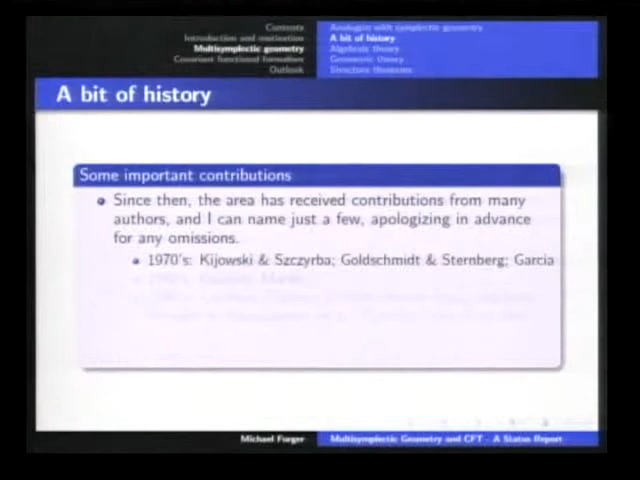 Contents
Introduction and motivation
Multisymplectic geometry
Covariant functional formalism
Outlook
Analogies with symplectic geometry
A bit of history
Algebraic theory
Geometric theory
Structure theorems
A bit of history
Some important contributions
Since then, the area has received contributions from many
authors, and I can name just a few, apologizing in advance
for any omissions.
1970's: Kijowski & Szczyrba; Goldschmidt & Sternberg; Garcia
Michael Forger
Multisymplectic Geometry and CFT - A Status Report